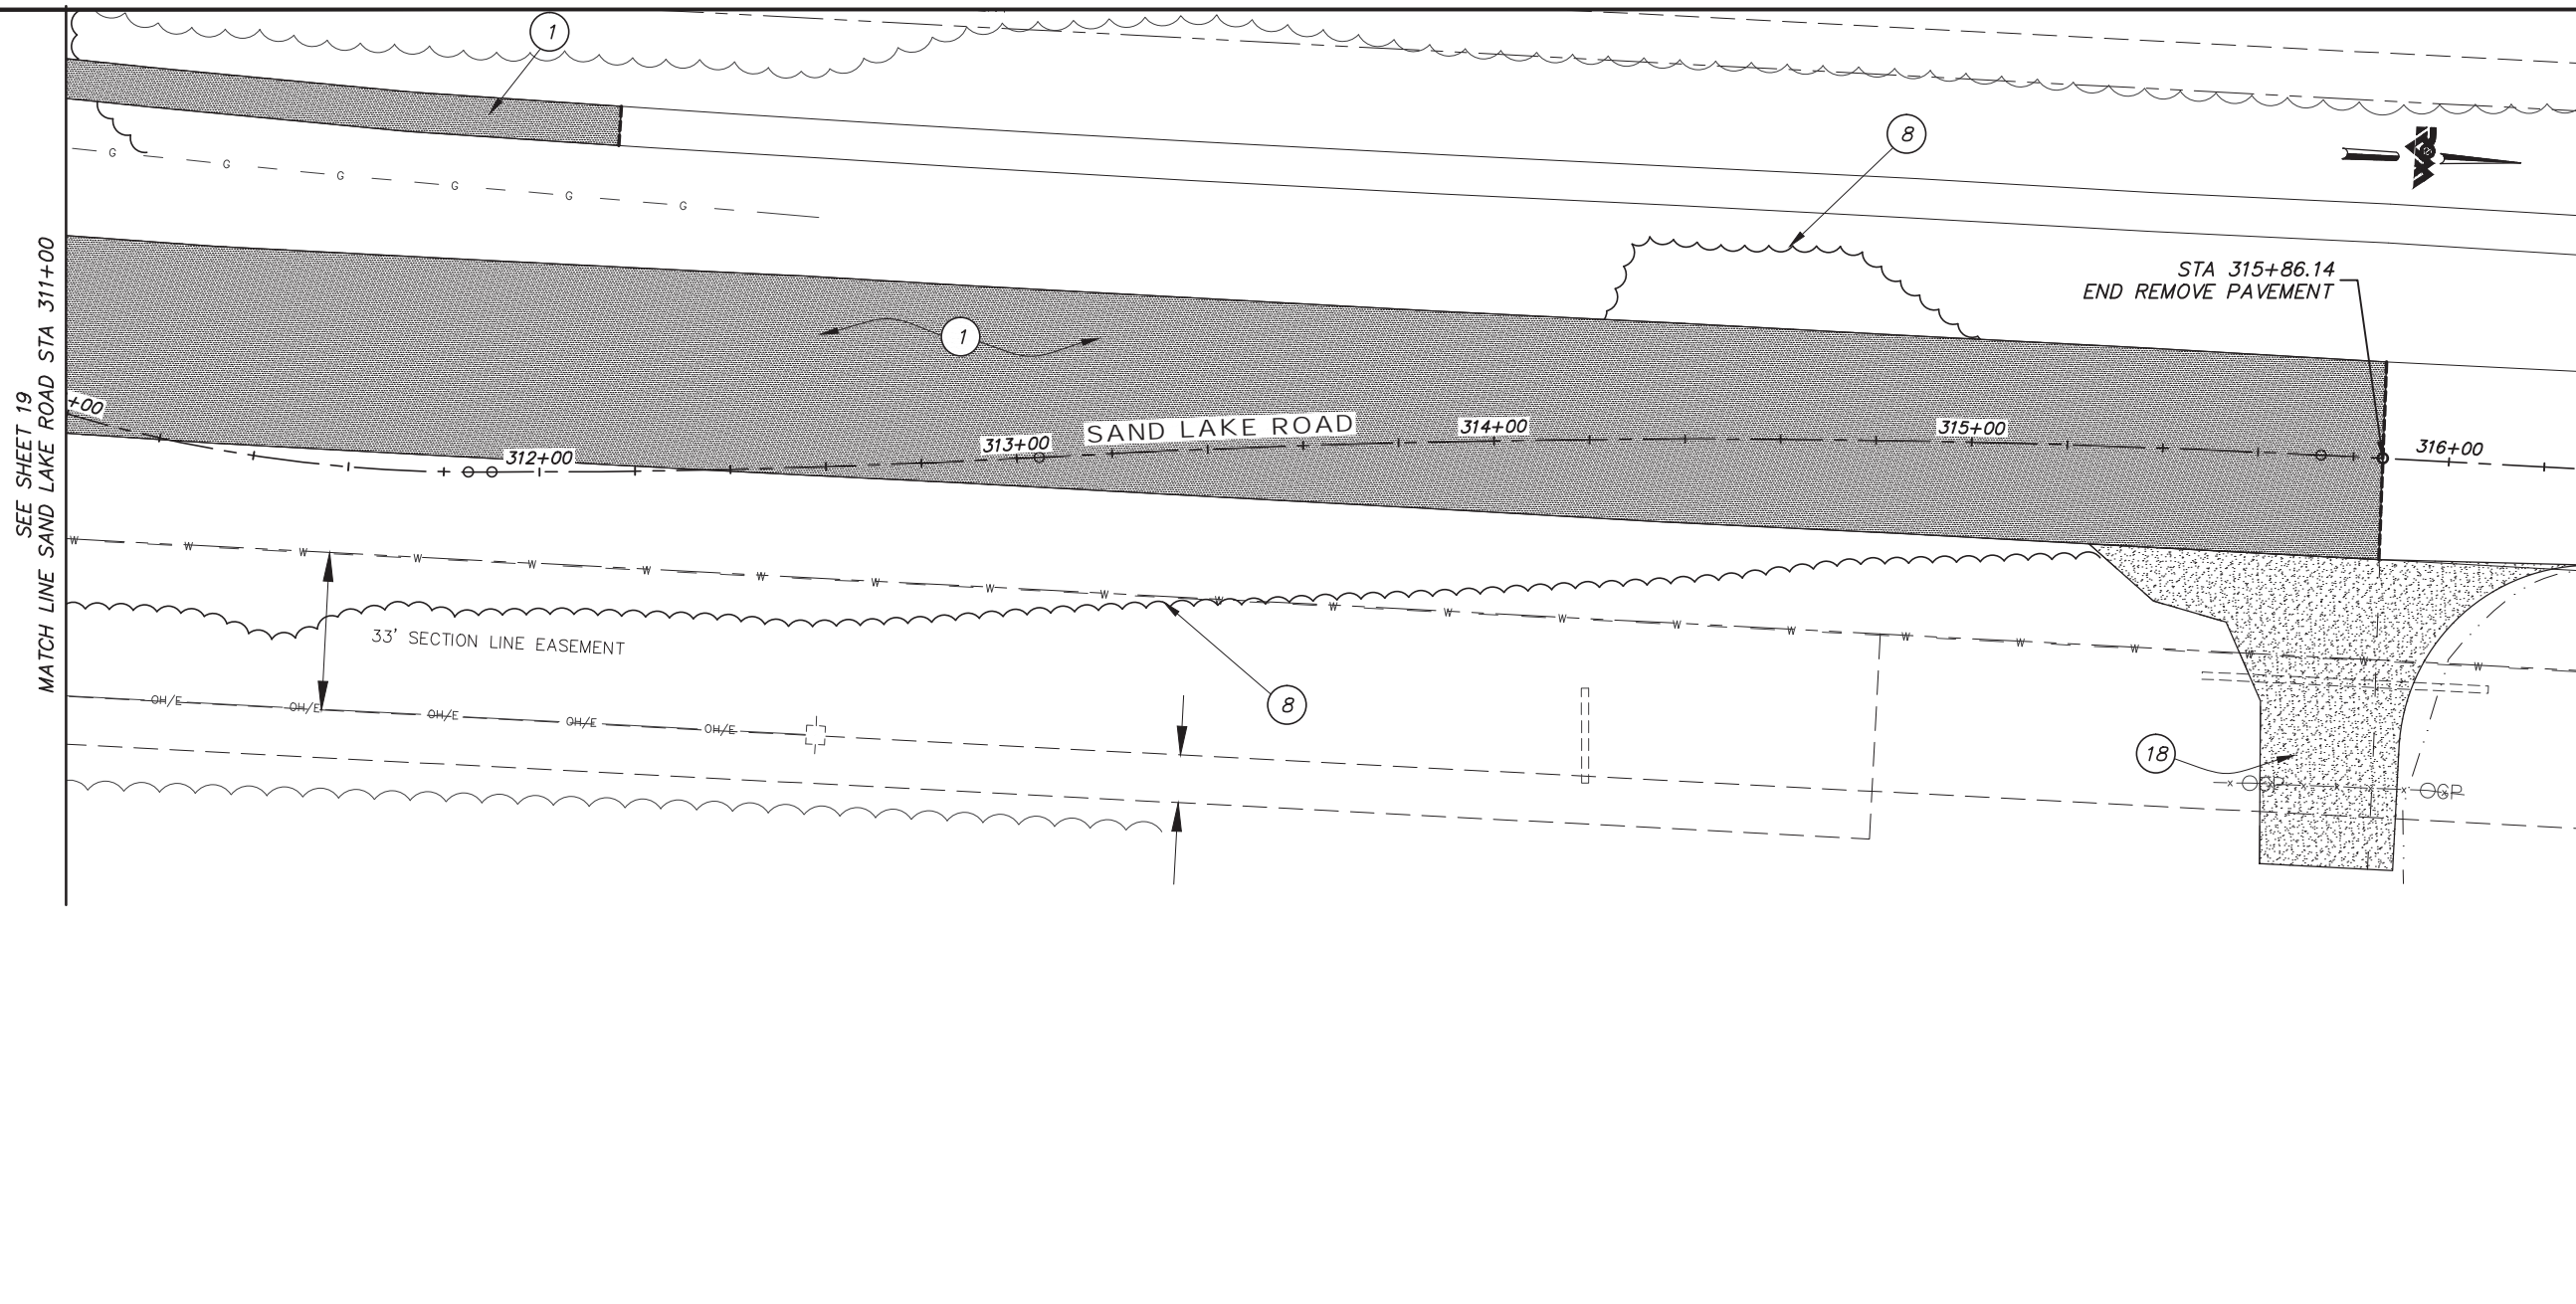 1
G G G G G G
8
STA 315+86.14
END REMOVE PAVEMENT
SEE SHEET 19
MATCH LINE SAND LAKE ROAD STA 311+00
1
+00
312+00
313+00
SAND LAKE ROAD
314+00
315+00
316+00
W W W W W W W W W W W W W W W W W W W W W W
33' SECTION LINE EASEMENT
8
OH/E OH/E OH/E OH/E OH/E
18
GP
GP